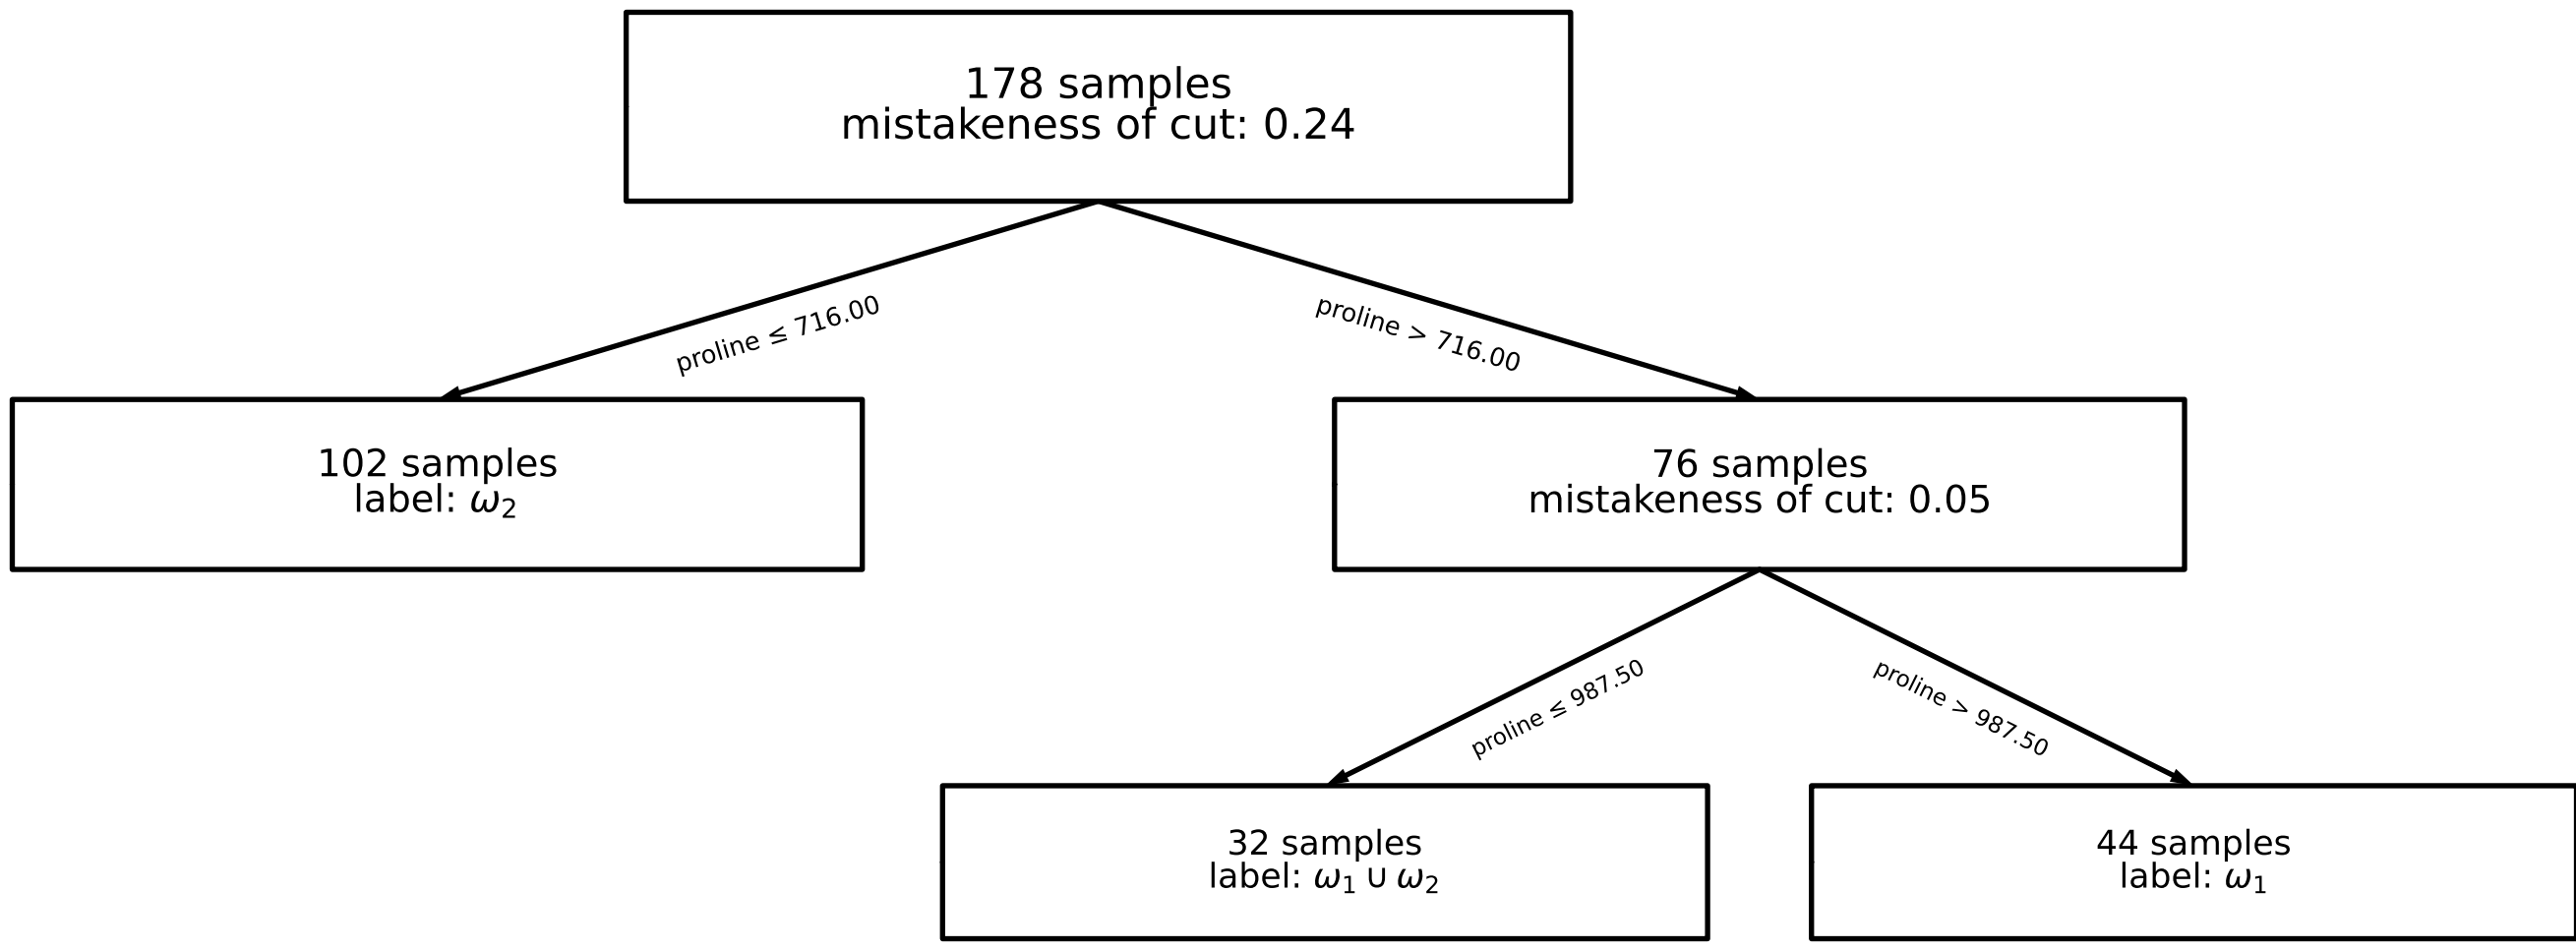 178 samples
mistakeness of cut: 0.24
proline ≤ 716.00
proline > 716.00
102 samples
label: ω₂
76 samples
mistakeness of cut: 0.05
proline ≤ 987.50
proline > 987.50
32 samples
label: ω₁ ∪ ω₂
44 samples
label: ω₁